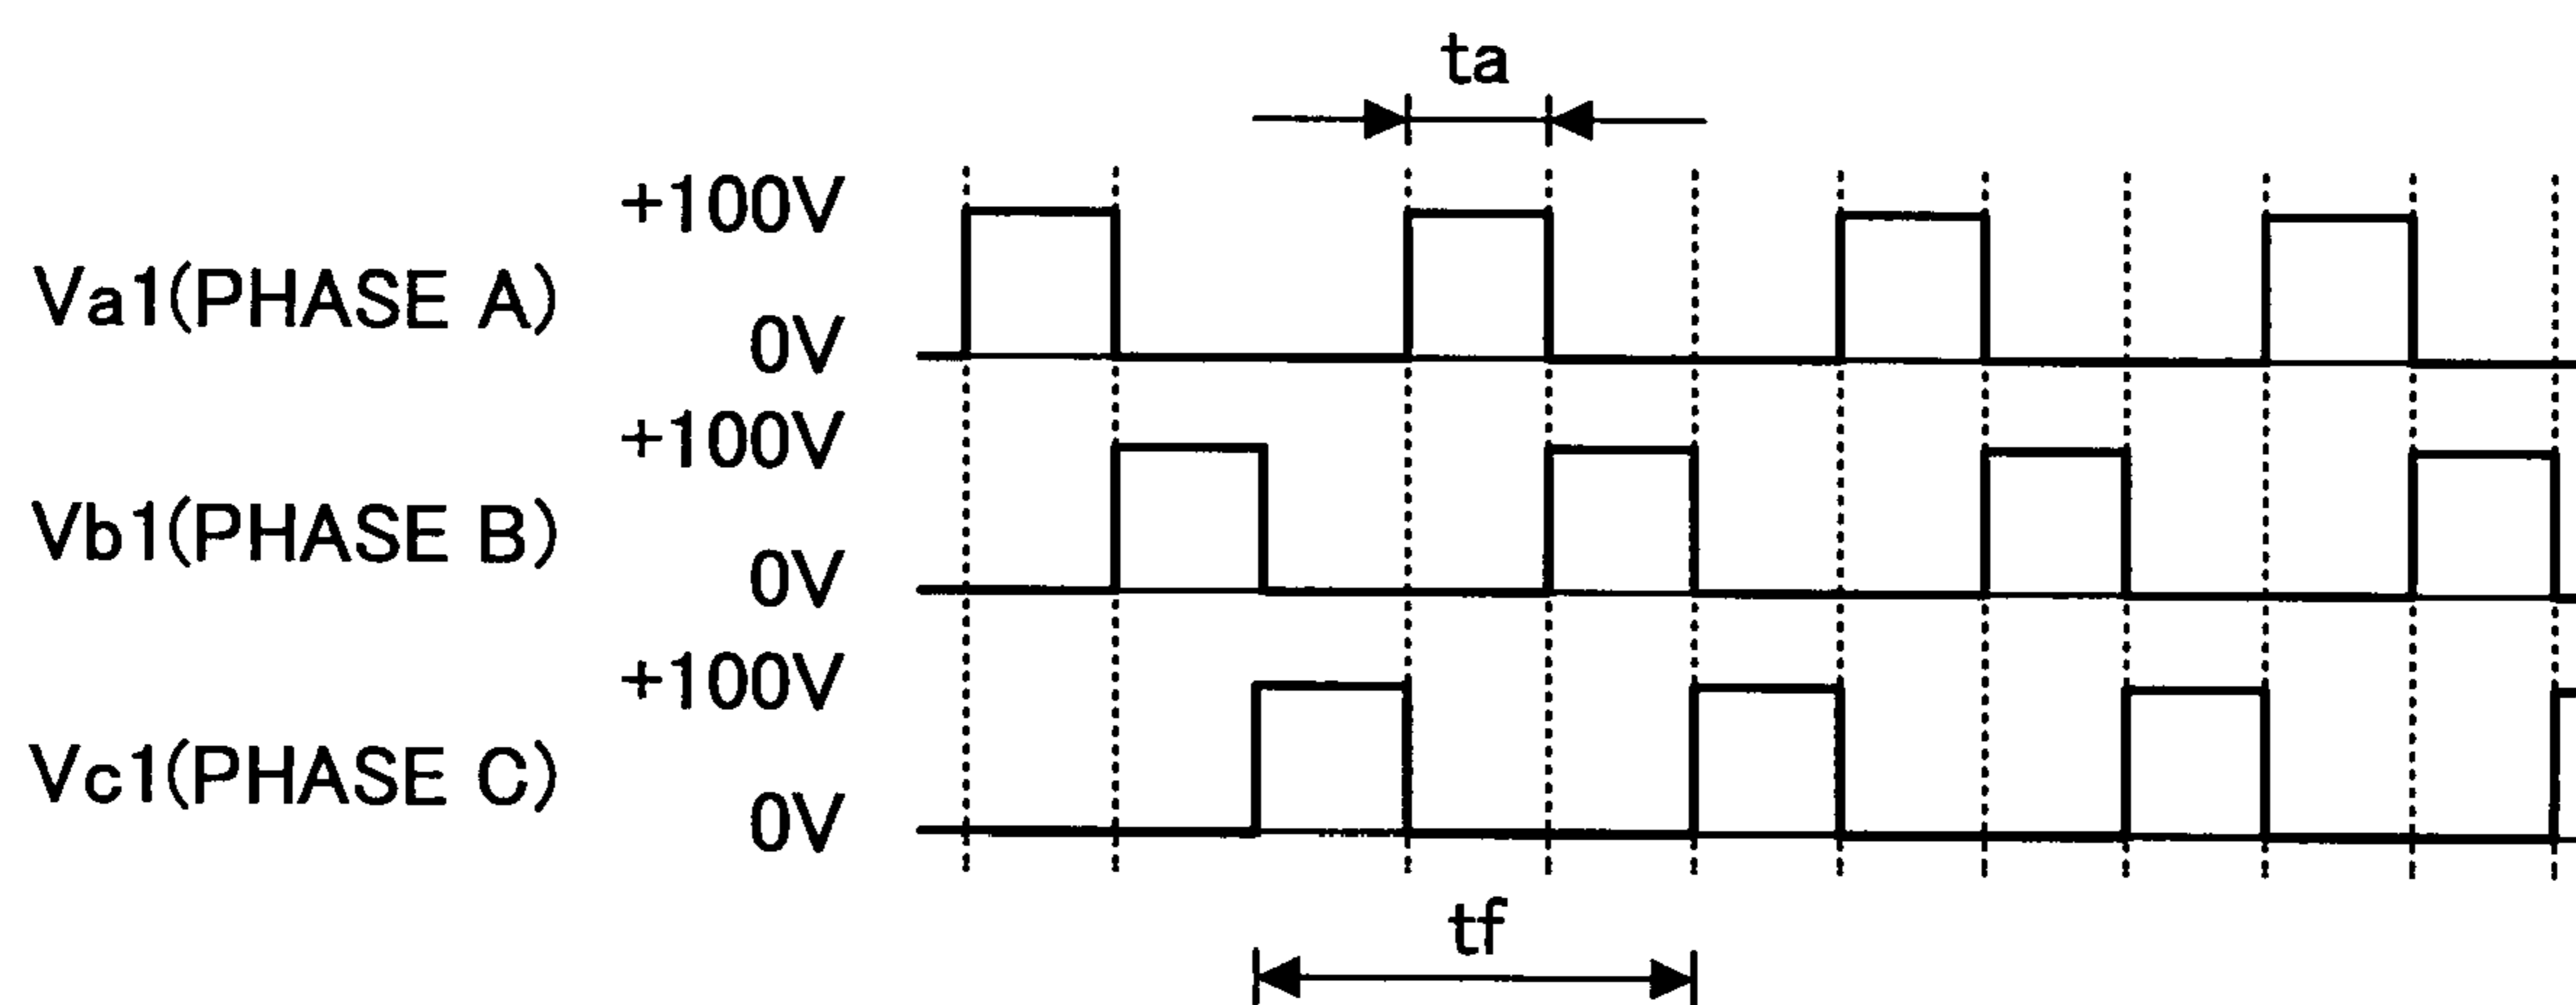 ta
+100V
Va1(PHASE A)
0V
+100V
Vb1(PHASE B)
0V
+100V
Vc1(PHASE C)
0V
tf